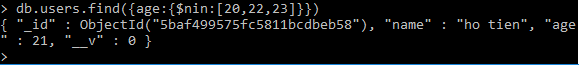 > db.users.find({age:{$nin:[20,22,23]}})
{ "_id" : ObjectId("5baf499575fc5811bcdbeb58"), "name" : "ho tien", "age
" : 21, "__v" : 0 }
>